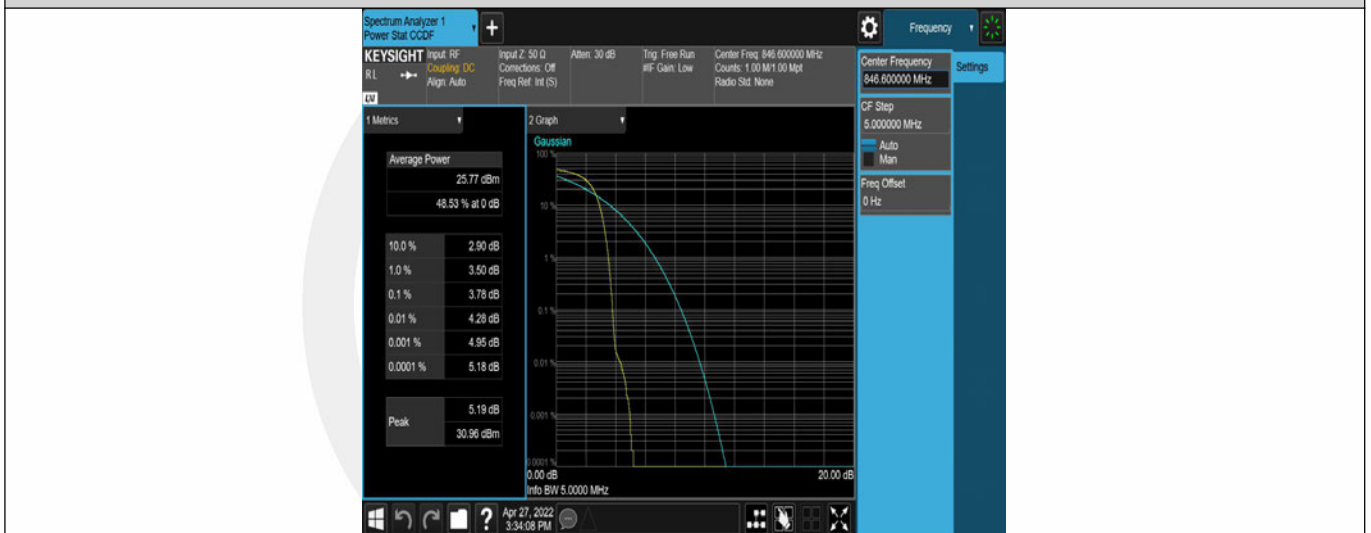 Spectrum Analyzer 1
Power Stat CCDF
+
Frequency
KEYSIGHT
RL
LXI
Input: RF
Coupling: DC
Align: Auto
Input Z: 50 Ω
Corrections: Off
Freq Ref: Int (S)
Atten: 30 dB
Trig: Free Run
#IF Gain: Low
Center Freq: 846.600000 MHz
Counts: 1.00 M/1.00 Mpt
Radio Std: None
Center Frequency
846.600000 MHz
Settings
CF Step
5.000000 MHz
Auto
Man
Freq Offset
0 Hz
1 Metrics
Average Power
25.77 dBm
48.53 % at 0 dB
10.0 % 2.90 dB
1.0 % 3.50 dB
0.1 % 3.78 dB
0.01 % 4.28 dB
0.001 % 4.95 dB
0.0001 % 5.18 dB
Peak
5.19 dB
30.96 dBm
2 Graph
Gaussian
100 %
10 %
1 %
0.1 %
0.01 %
0.001 %
0.0001 %
0.00 dB 20.00 dB
Info BW 5.0000 MHz
?
Apr 27, 2022
3:34:08 PM